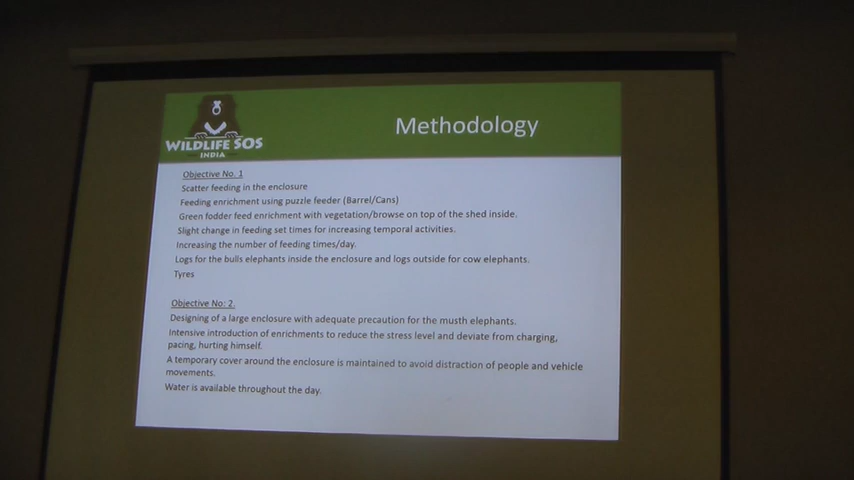 WILDLIFE SOS
INDIA
Methodology
Objective No. 1
Scatter feeding in the enclosure
Feeding enrichment using puzzle feeder (Barrel/Cans)
Green fodder feed enrichment with vegetation/browse on top of the shed inside.
Slight change in feeding set times for increasing temporal activities.
Increasing the number of feeding times/day.
Logs for the bulls elephants inside the enclosure and logs outside for cow elephants.
Tyres
Objective No: 2.
Designing of a large enclosure with adequate precaution for the musth elephants.
Intensive introduction of enrichments to reduce the stress level and deviate from charging,
pacing, hurting himself.
A temporary cover around the enclosure is maintained to avoid distraction of people and vehicle
movements.
Water is available throughout the day.